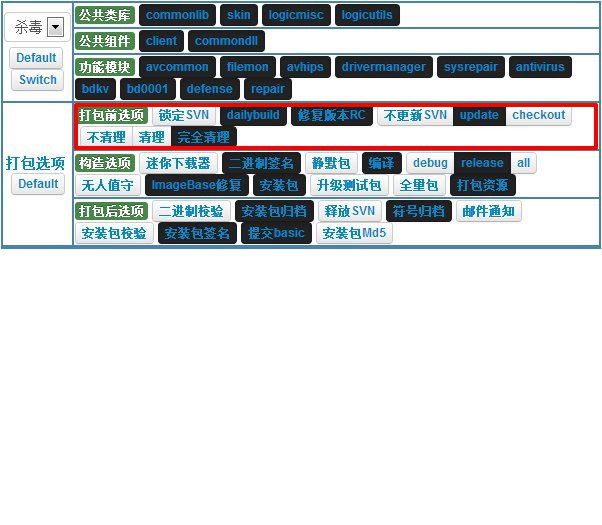 杀毒
Default
Switch
公共类库 commonlib skin logicmisc logicutils
公共组件 client commondll
功能模块 avcommon filemon avhips drivermanager sysrepair antivirus
bdkv bd0001 defense repair
打包选项
Default
打包前选项 锁定SVN dailybuild 修复版本RC 不更新SVN update checkout
不清理 清理 完全清理
构造选项 迷你下载器 二进制签名 静默包 编译 debug release all
无人值守 ImageBase修复 安装包 升级测试包 全量包 打包资源
打包后选项 二进制校验 安装包归档 释放SVN 符号归档 邮件通知
安装包校验 安装包签名 提交basic 安装包Md5